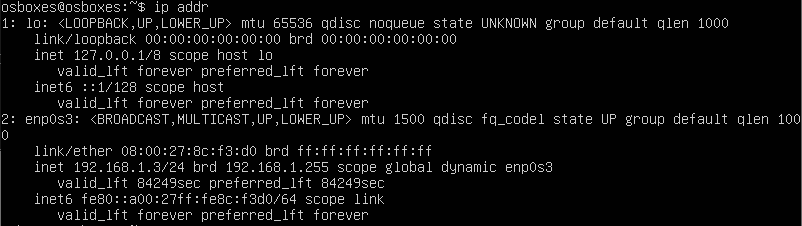 osboxes@osboxes:~$ ip addr
1: lo: <LOOPBACK,UP,LOWER_UP> mtu 65536 qdisc noqueue state UNKNOWN group default qlen 1000
    link/loopback 00:00:00:00:00:00 brd 00:00:00:00:00:00
    inet 127.0.0.1/8 scope host lo
       valid_lft forever preferred_lft forever
    inet6 ::1/128 scope host
       valid_lft forever preferred_lft forever
2: enp0s3: <BROADCAST,MULTICAST,UP,LOWER_UP> mtu 1500 qdisc fq_codel state UP group default qlen 100
0
    link/ether 08:00:27:8c:f3:d0 brd ff:ff:ff:ff:ff:ff
    inet 192.168.1.3/24 brd 192.168.1.255 scope global dynamic enp0s3
       valid_lft 84249sec preferred_lft 84249sec
    inet6 fe80::a00:27ff:fe8c:f3d0/64 scope link
       valid_lft forever preferred_lft forever